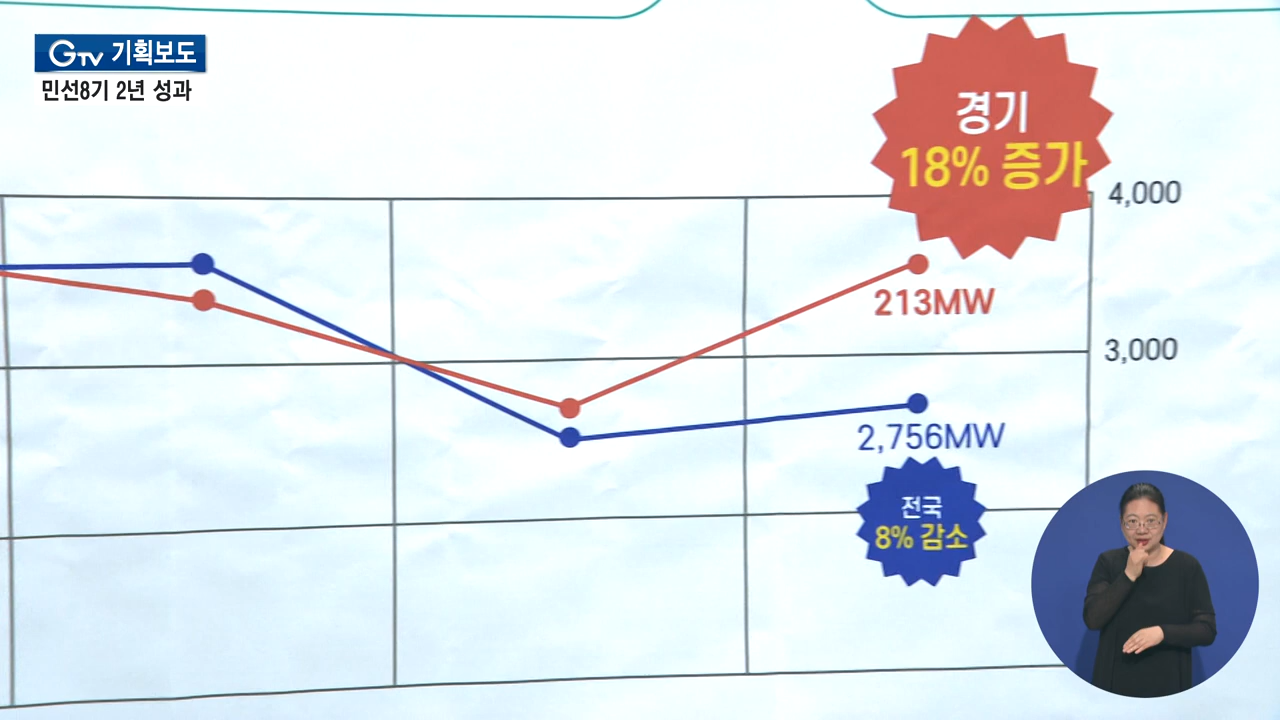 GTV 기획보도
민선8기 2년 성과
경기
18% 증가
4,000
213MW
3,000
2,756MW
전국
8% 감소